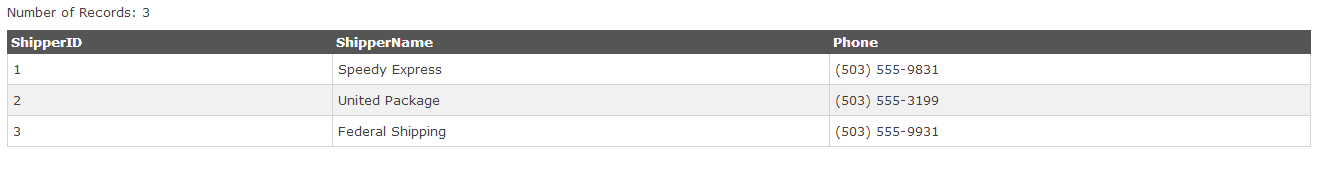 Number of Records: 3
ShipperID ShipperName Phone
1 Speedy Express (503) 555-9831
2 United Package (503) 555-3199
3 Federal Shipping (503) 555-9931